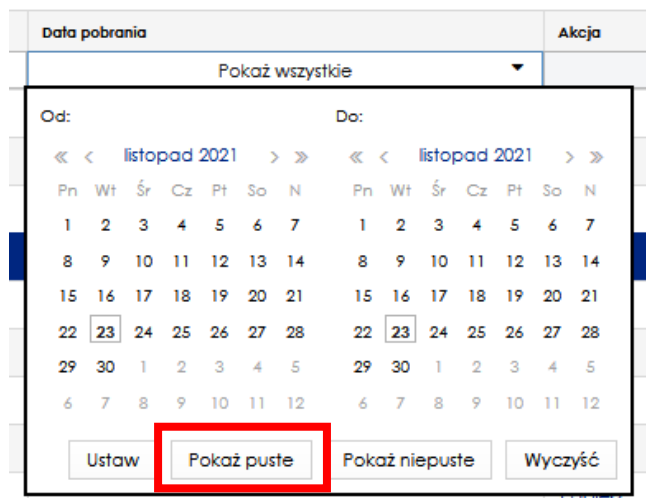 Data pobrania Akcja
Pokaż wszystkie
Od: Do:
« < listopad 2021 > » « < listopad 2021 > »
Pn Wt Śr Cz Pt So N Pn Wt Śr Cz Pt So N
1 2 3 4 5 6 7 1 2 3 4 5 6 7
8 9 10 11 12 13 14 8 9 10 11 12 13 14
15 16 17 18 19 20 21 15 16 17 18 19 20 21
22 23 24 25 26 27 28 22 23 24 25 26 27 28
29 30 1 2 3 4 5 29 30 1 2 3 4 5
6 7 8 9 10 11 12 6 7 8 9 10 11 12
Ustaw Pokaż puste Pokaż niepuste Wyczyść